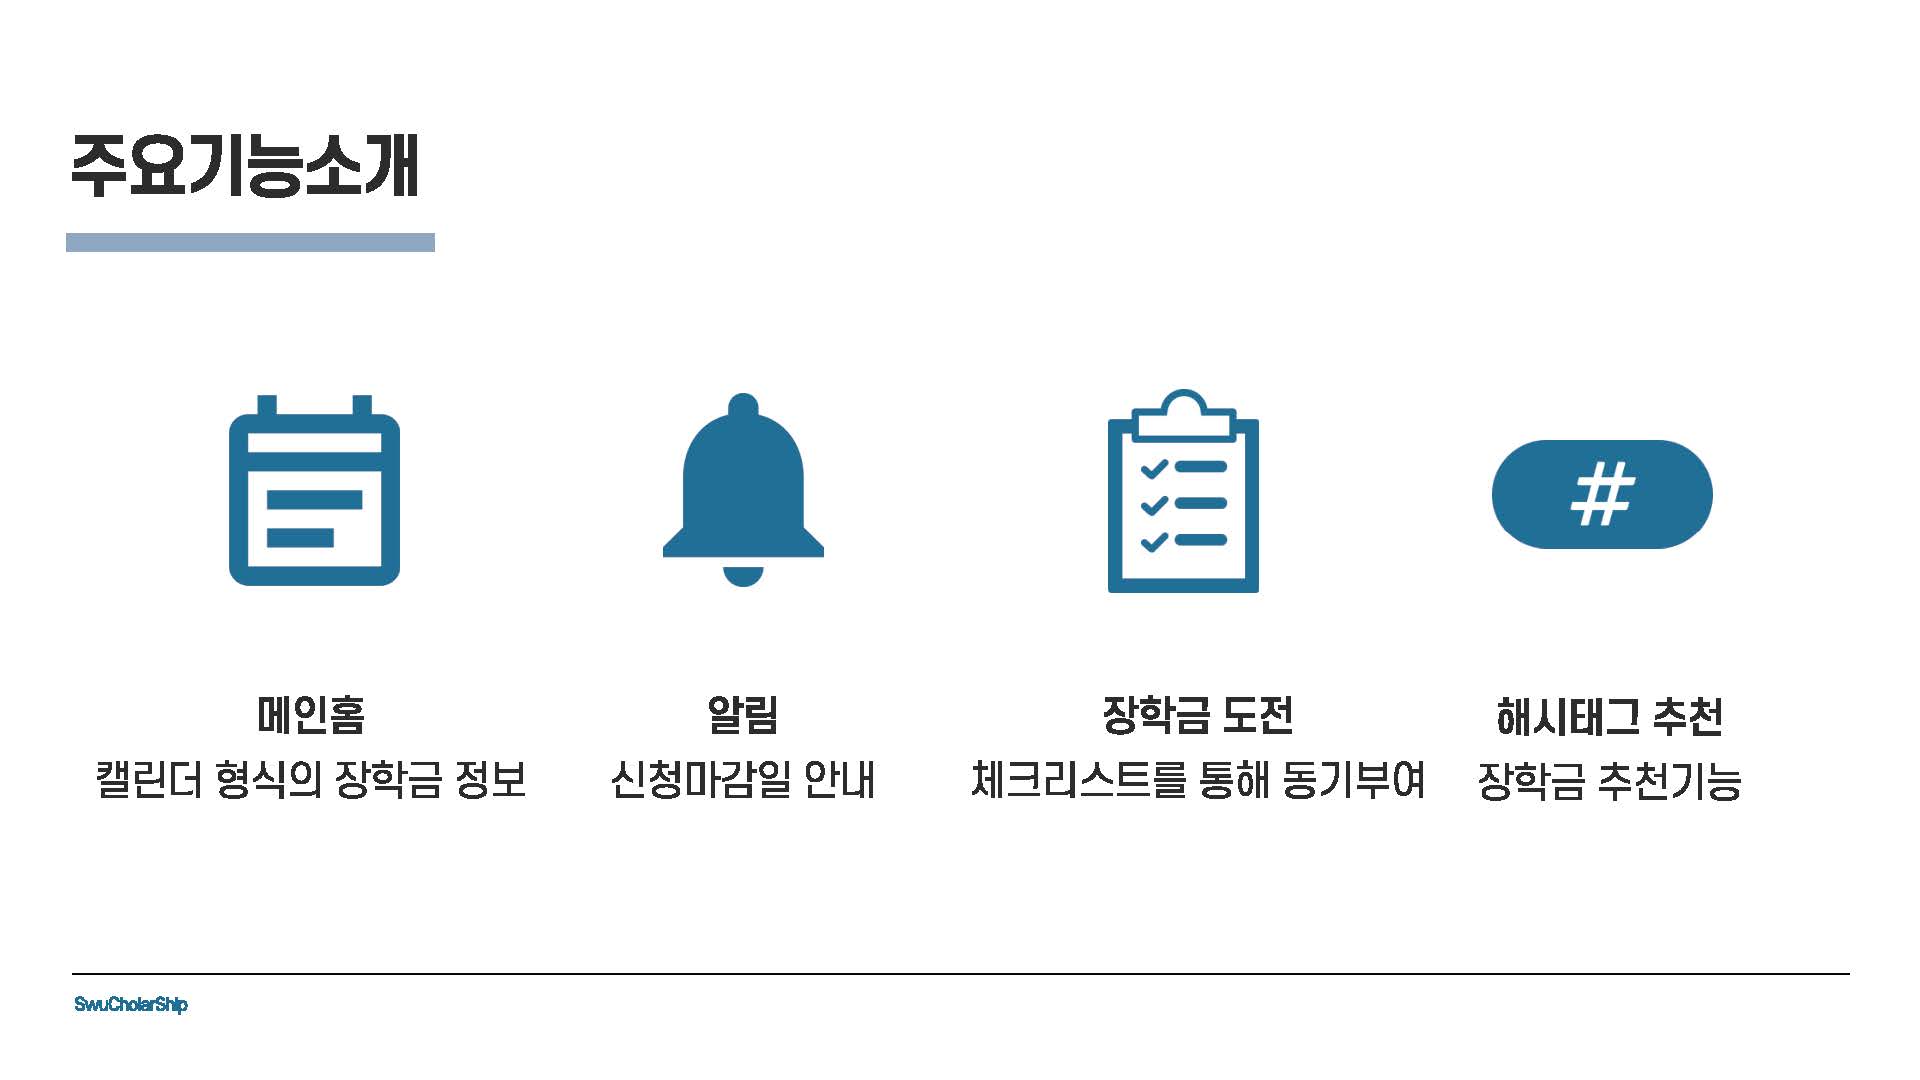 주요기능소개
#
메인홈
캘린더 형식의 장학금 정보
알림
신청마감일 안내
장학금 도전
체크리스트를 통해 동기부여
해시태그 추천
장학금 추천기능
SwuCholarShip